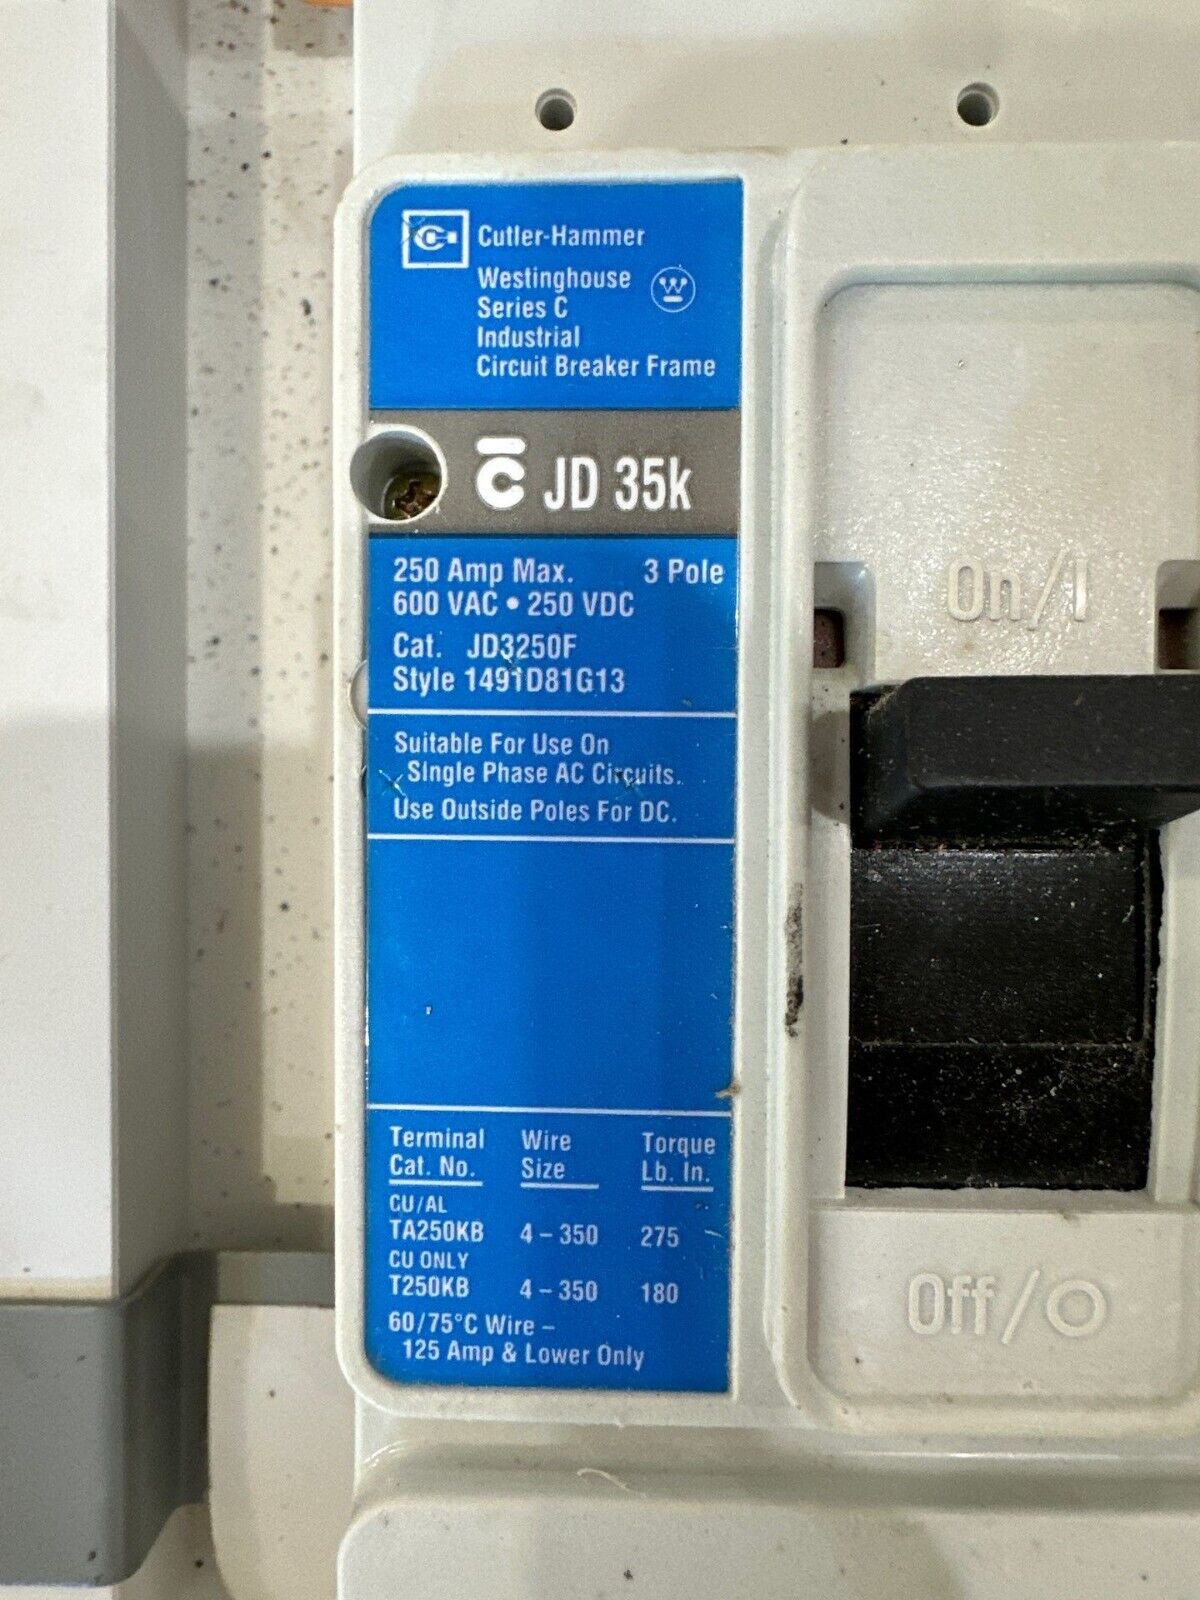 Cutler-Hammer
Westinghouse
Series C
Industrial
Circuit Breaker Frame
W
C JD 35k
250 Amp Max. 3 Pole
600 VAC • 250 VDC
Cat. JD3250F
Style 1491D81G13
Suitable For Use On
Single Phase AC Circuits.
Use Outside Poles For DC.
Terminal Wire Torque
Cat. No. Size Lb. In.
CU/AL
TA250KB 4 – 350 275
CU ONLY
T250KB 4 – 350 180
60/75°C Wire –
125 Amp & Lower Only
On/I
Off/O